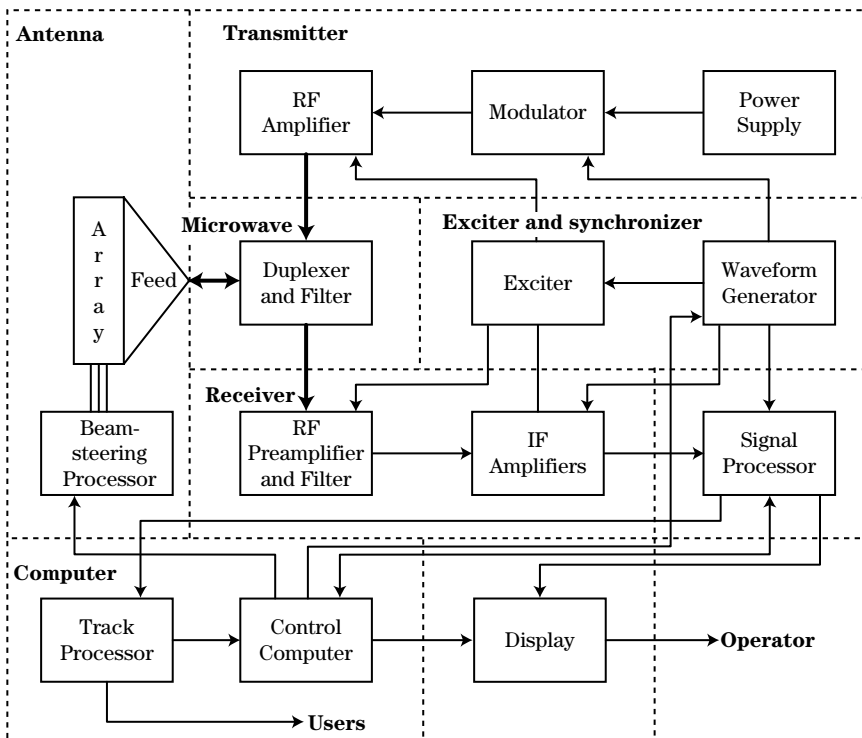 Antenna
Transmitter
RF
Amplifier
Modulator
Power
Supply
Microwave
Exciter and synchronizer
Array
Feed
Duplexer
and Filter
Exciter
Waveform
Generator
Receiver
Beam-
steering
Processor
RF
Preamplifier
and Filter
IF
Amplifiers
Signal
Processor
Computer
Track
Processor
Control
Computer
Display
Operator
Users